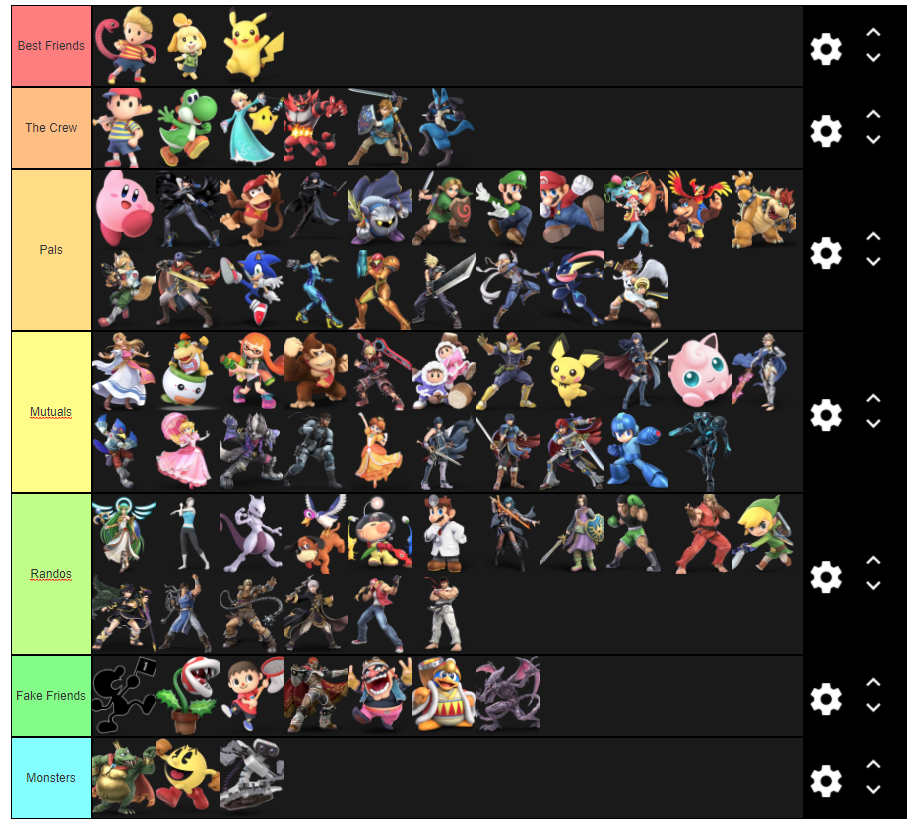 Best Friends
The Crew
Pals
Mutuals
Randos
Fake Friends
Monsters